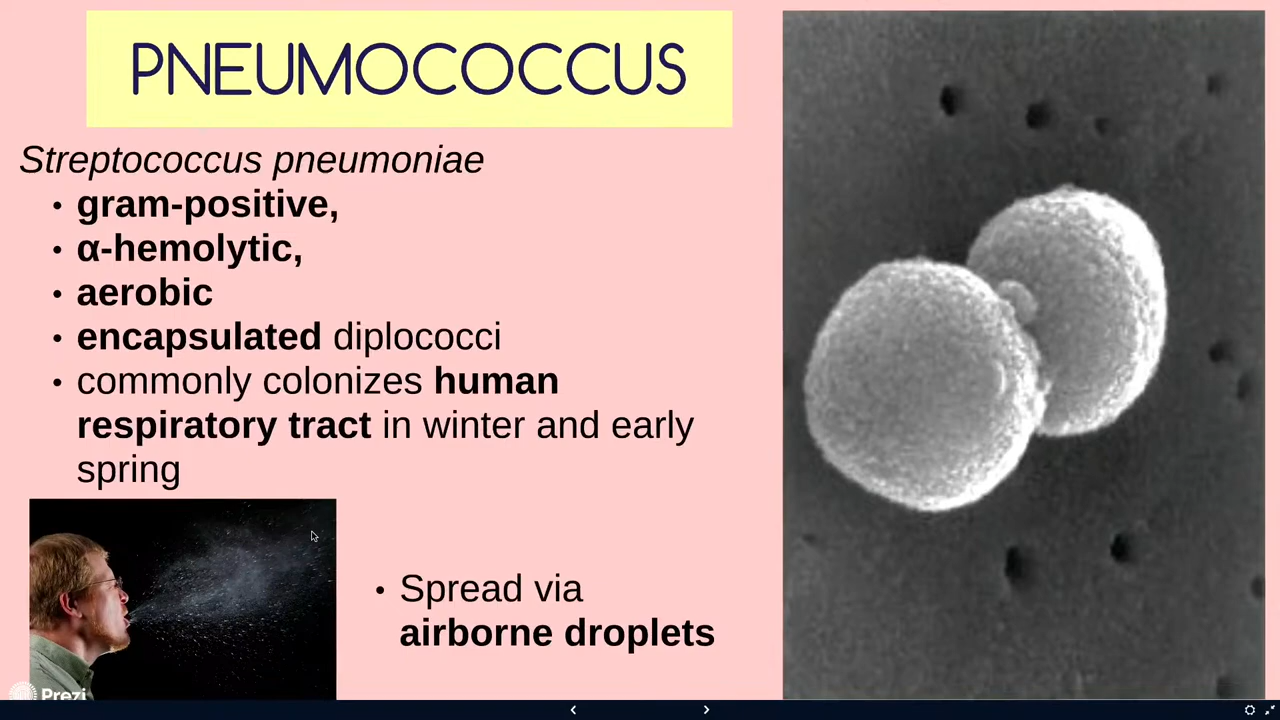 PNEUMOCOCCUS
Streptococcus pneumoniae
• gram-positive,
• α-hemolytic,
• aerobic
• encapsulated diplococci
• commonly colonizes human
respiratory tract in winter and early
spring
• Spread via
airborne droplets
Prezi